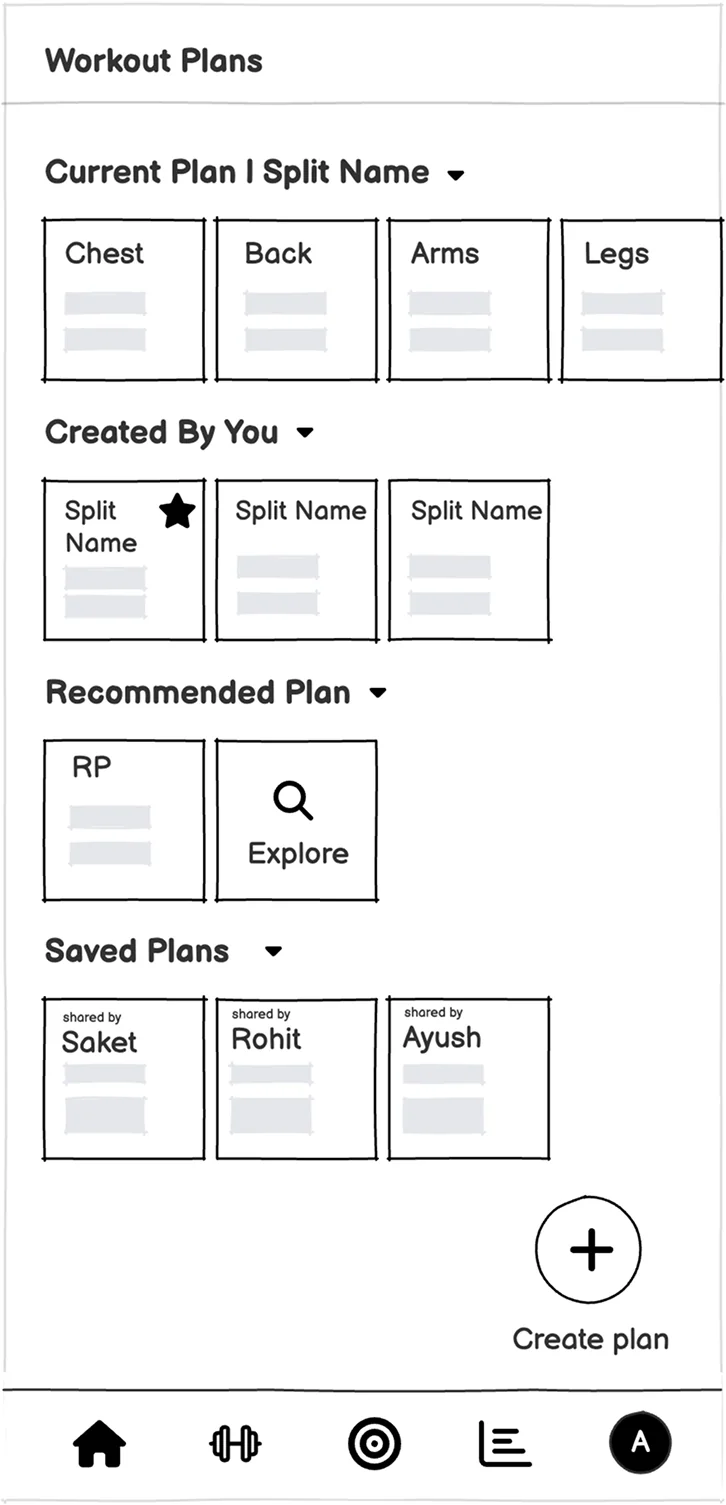 Workout Plans
Current Plan | Split Name
Chest
Back
Arms
Legs
Created By You
Split
Name
Split Name
Split Name
Recommended Plan
RP
Explore
Saved Plans
shared by
Saket
shared by
Rohit
shared by
Ayush
Create plan
A